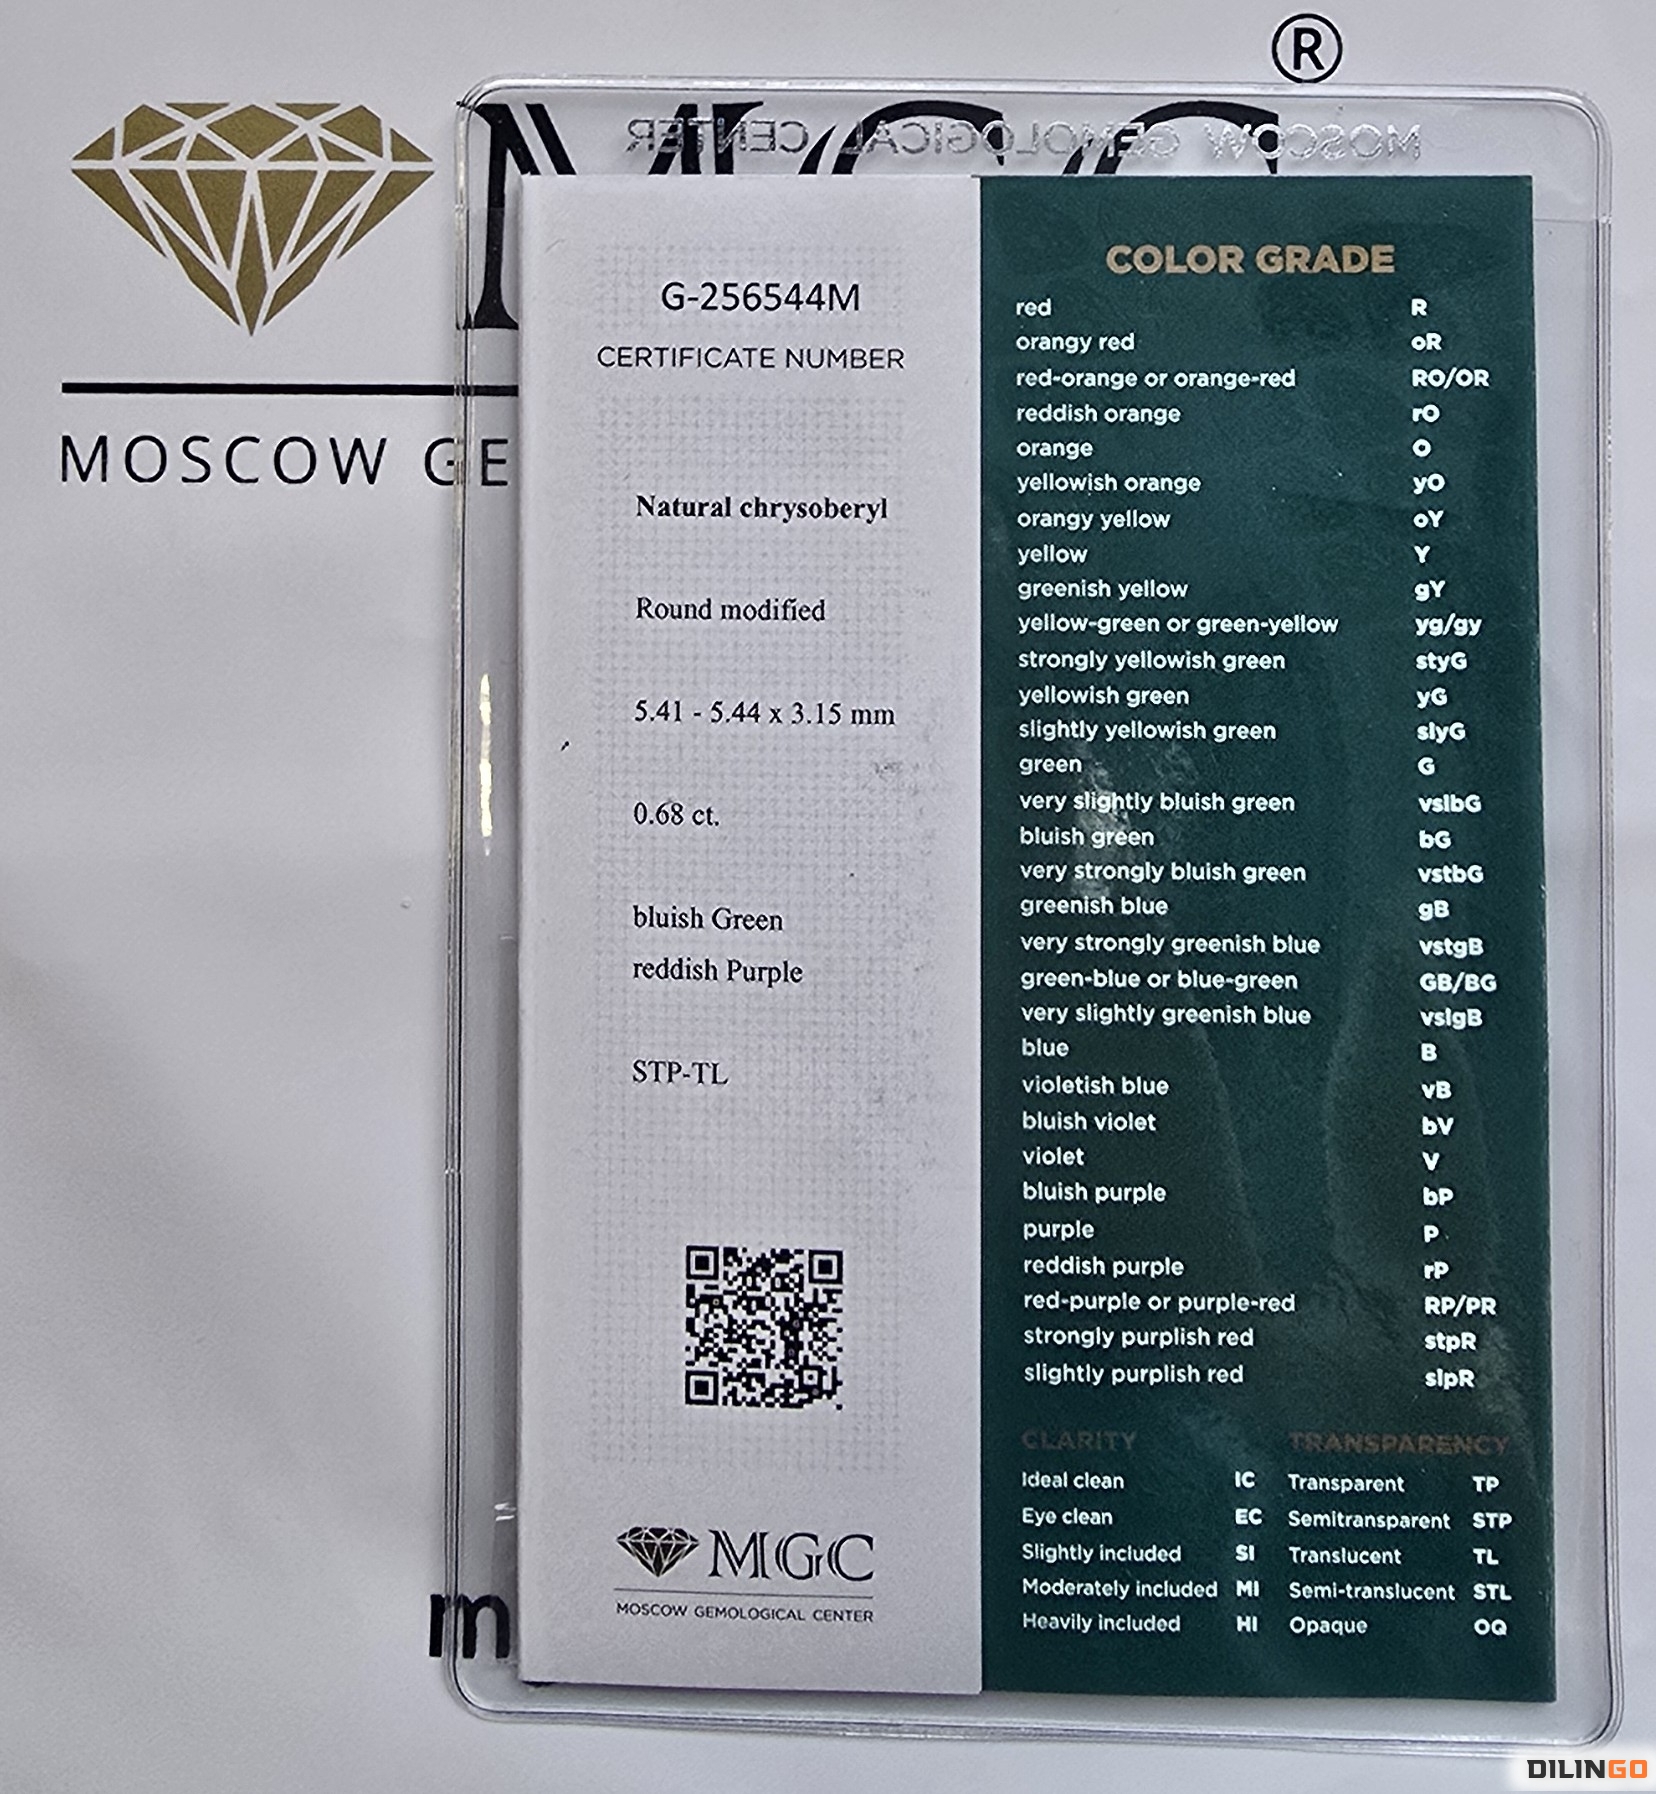 ®
MOSCOW GEMOLOGICAL CENTER
MOSCOW GE
G-256544M
CERTIFICATE NUMBER
Natural chrysoberyl
Round modified
5.41 - 5.44 x 3.15 mm
0.68 ct.
bluish Green
reddish Purple
STP-TL
MGC
MOSCOW GEMOLOGICAL CENTER
m
COLOR GRADE
red R
orangy red oR
red-orange or orange-red RO/OR
reddish orange rO
orange O
yellowish orange yO
orangy yellow oY
yellow Y
greenish yellow gY
yellow-green or green-yellow yg/gy
strongly yellowish green styG
yellowish green yG
slightly yellowish green slyG
green G
very slightly bluish green vslbG
bluish green bG
very strongly bluish green vstbG
greenish blue gB
very strongly greenish blue vstgB
green-blue or blue-green GB/BG
very slightly greenish blue vslgB
blue B
violetish blue vB
bluish violet bV
violet V
bluish purple bP
purple P
reddish purple rP
red-purple or purple-red RP/PR
strongly purplish red stpR
slightly purplish red slpR
CLARITY TRANSPARENCY
Ideal clean IC Transparent TP
Eye clean EC Semitransparent STP
Slightly included SI Translucent TL
Moderately included MI Semi-translucent STL
Heavily included HI Opaque OQ
DILINGO